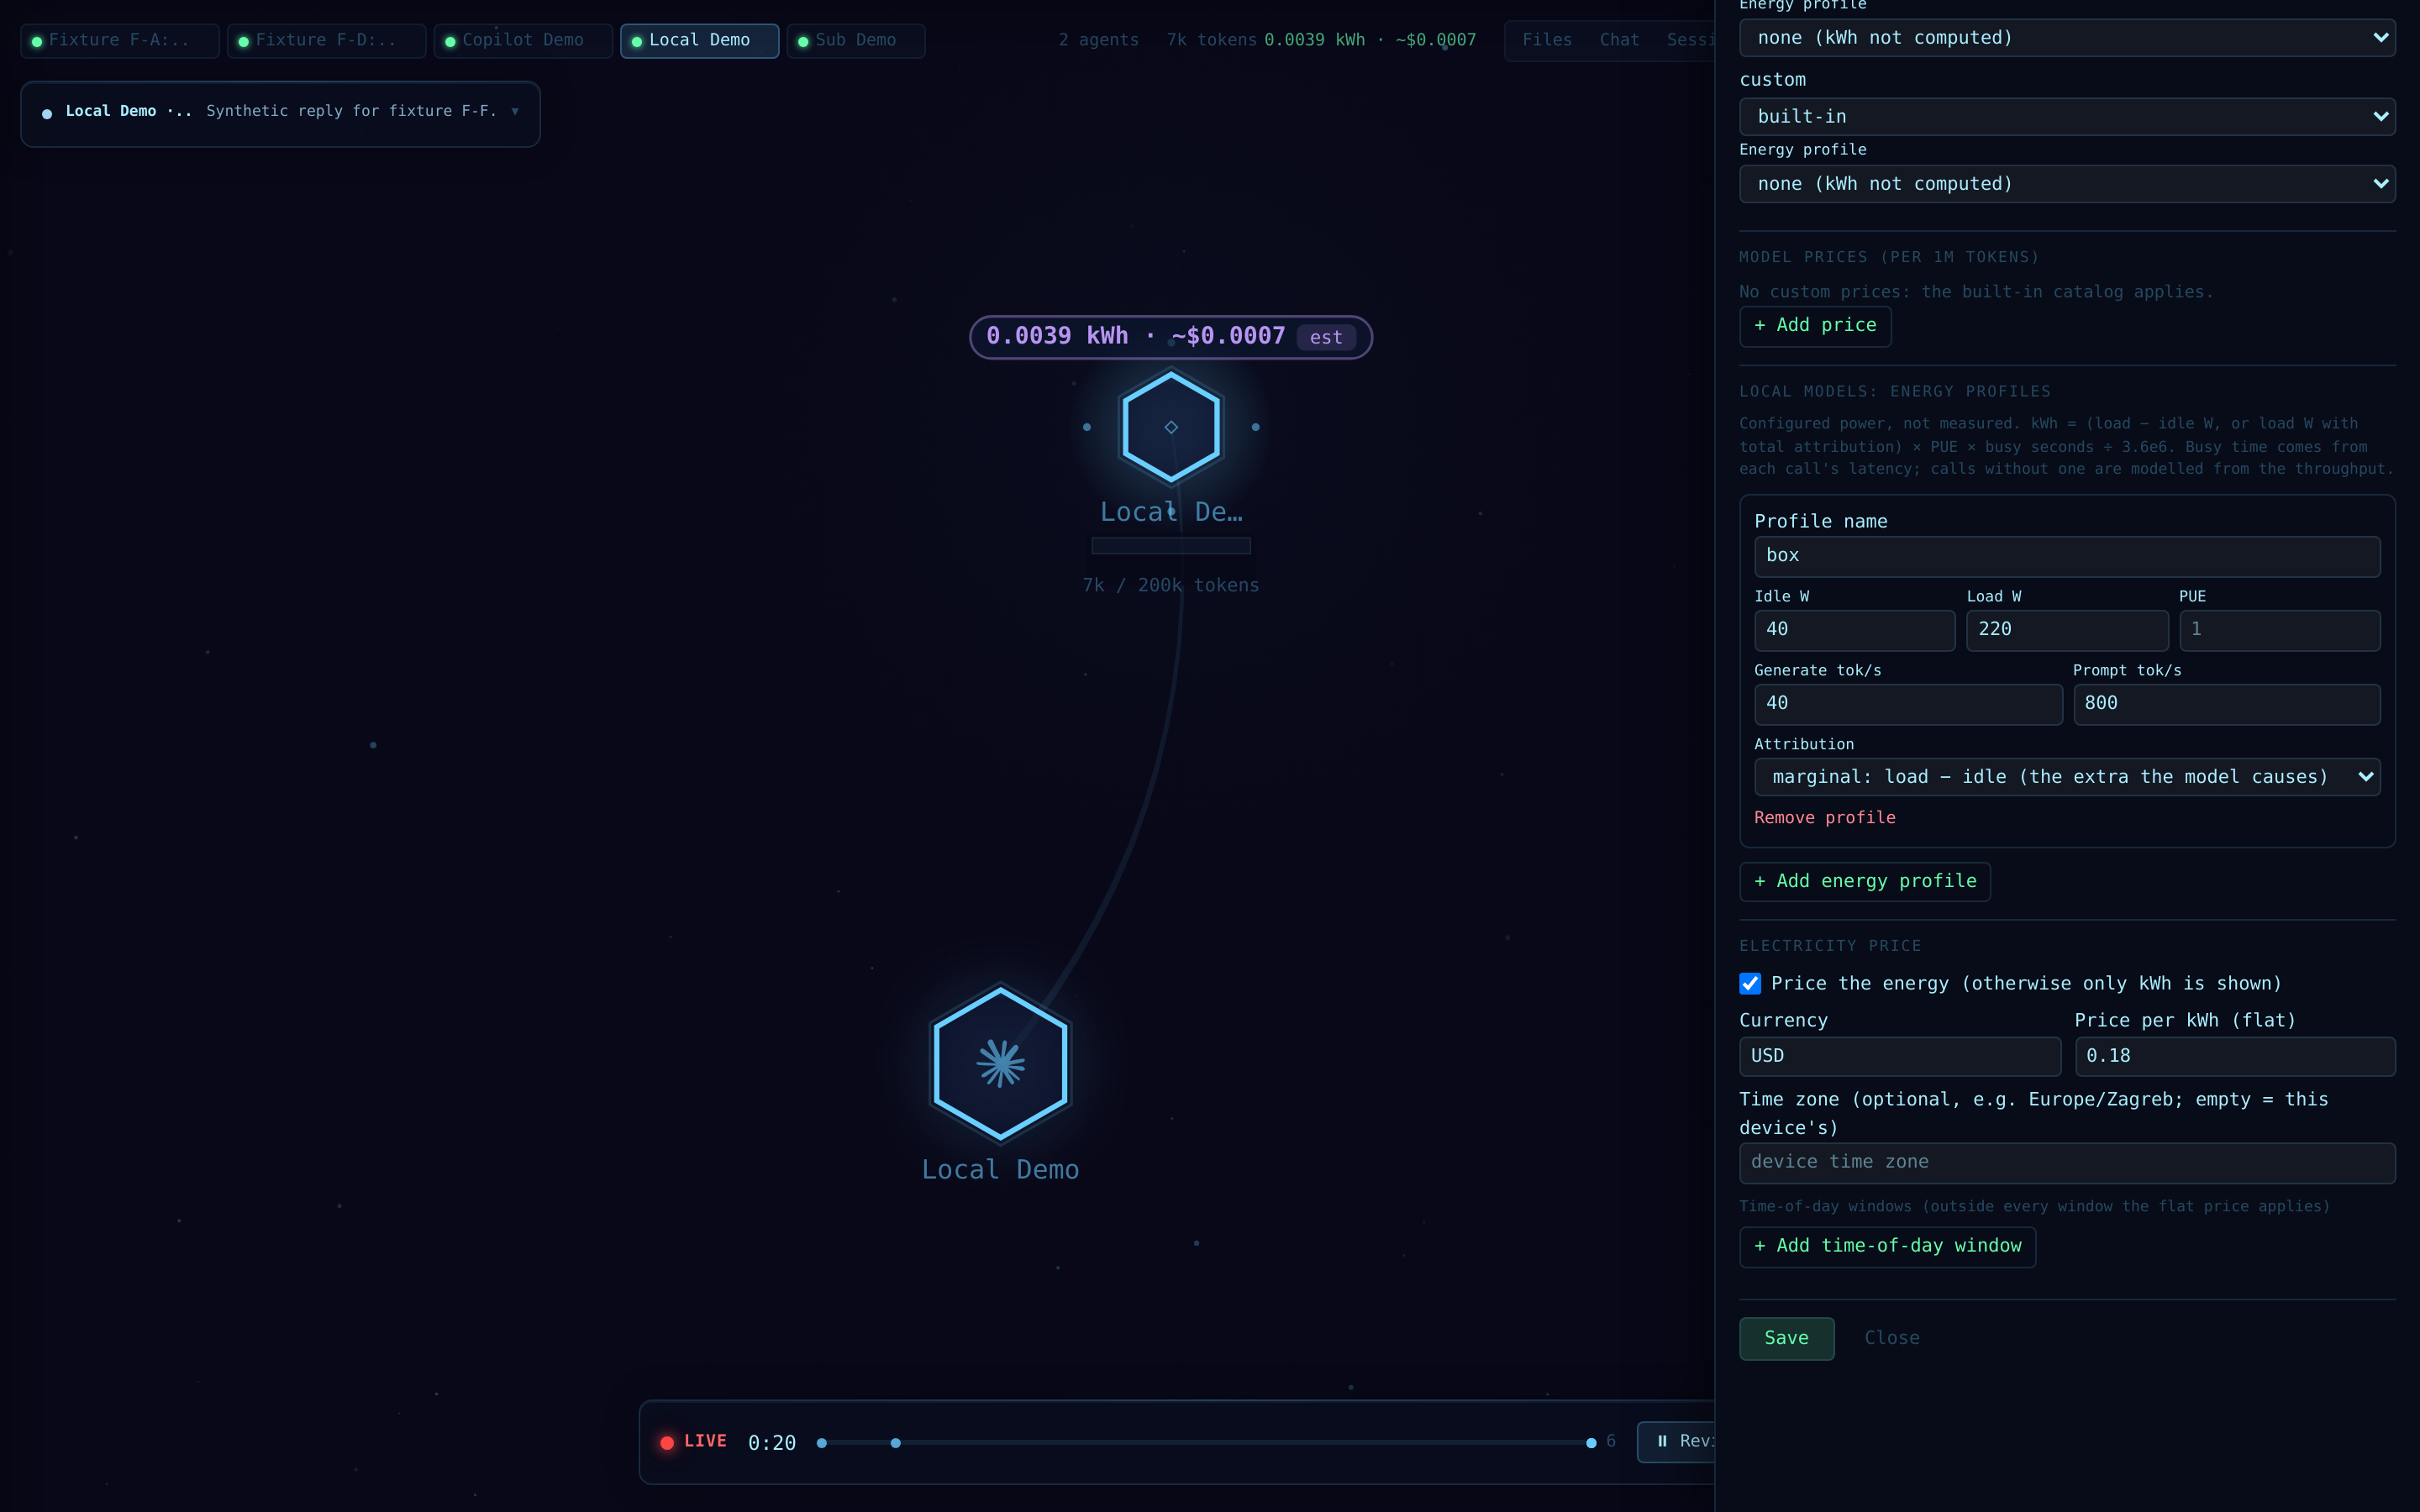 Fixture F-A:..
Fixture F-D:..
Copilot Demo
Local Demo
Sub Demo
2 agents
7k tokens
0.0039 kWh · ~$0.0007
Files
Chat
Sessi
Local Demo ·.. Synthetic reply for fixture F-F. ▼
0.0039 kWh · ~$0.0007 est
Local De…
7k / 200k tokens
Local Demo
LIVE
0:20
6
Revi
Energy profile
none (kWh not computed)
custom
built-in
Energy profile
none (kWh not computed)
MODEL PRICES (PER 1M TOKENS)
No custom prices: the built-in catalog applies.
+ Add price
LOCAL MODELS: ENERGY PROFILES
Configured power, not measured. kWh = (load − idle W, or load W with
total attribution) × PUE × busy seconds ÷ 3.6e6. Busy time comes from
each call's latency; calls without one are modelled from the throughput.
Profile name
box
Idle W
Load W
PUE
40
220
1
Generate tok/s
Prompt tok/s
40
800
Attribution
marginal: load − idle (the extra the model causes)
Remove profile
+ Add energy profile
ELECTRICITY PRICE
Price the energy (otherwise only kWh is shown)
Currency
Price per kWh (flat)
USD
0.18
Time zone (optional, e.g. Europe/Zagreb; empty = this
device's)
device time zone
Time-of-day windows (outside every window the flat price applies)
+ Add time-of-day window
Save
Close